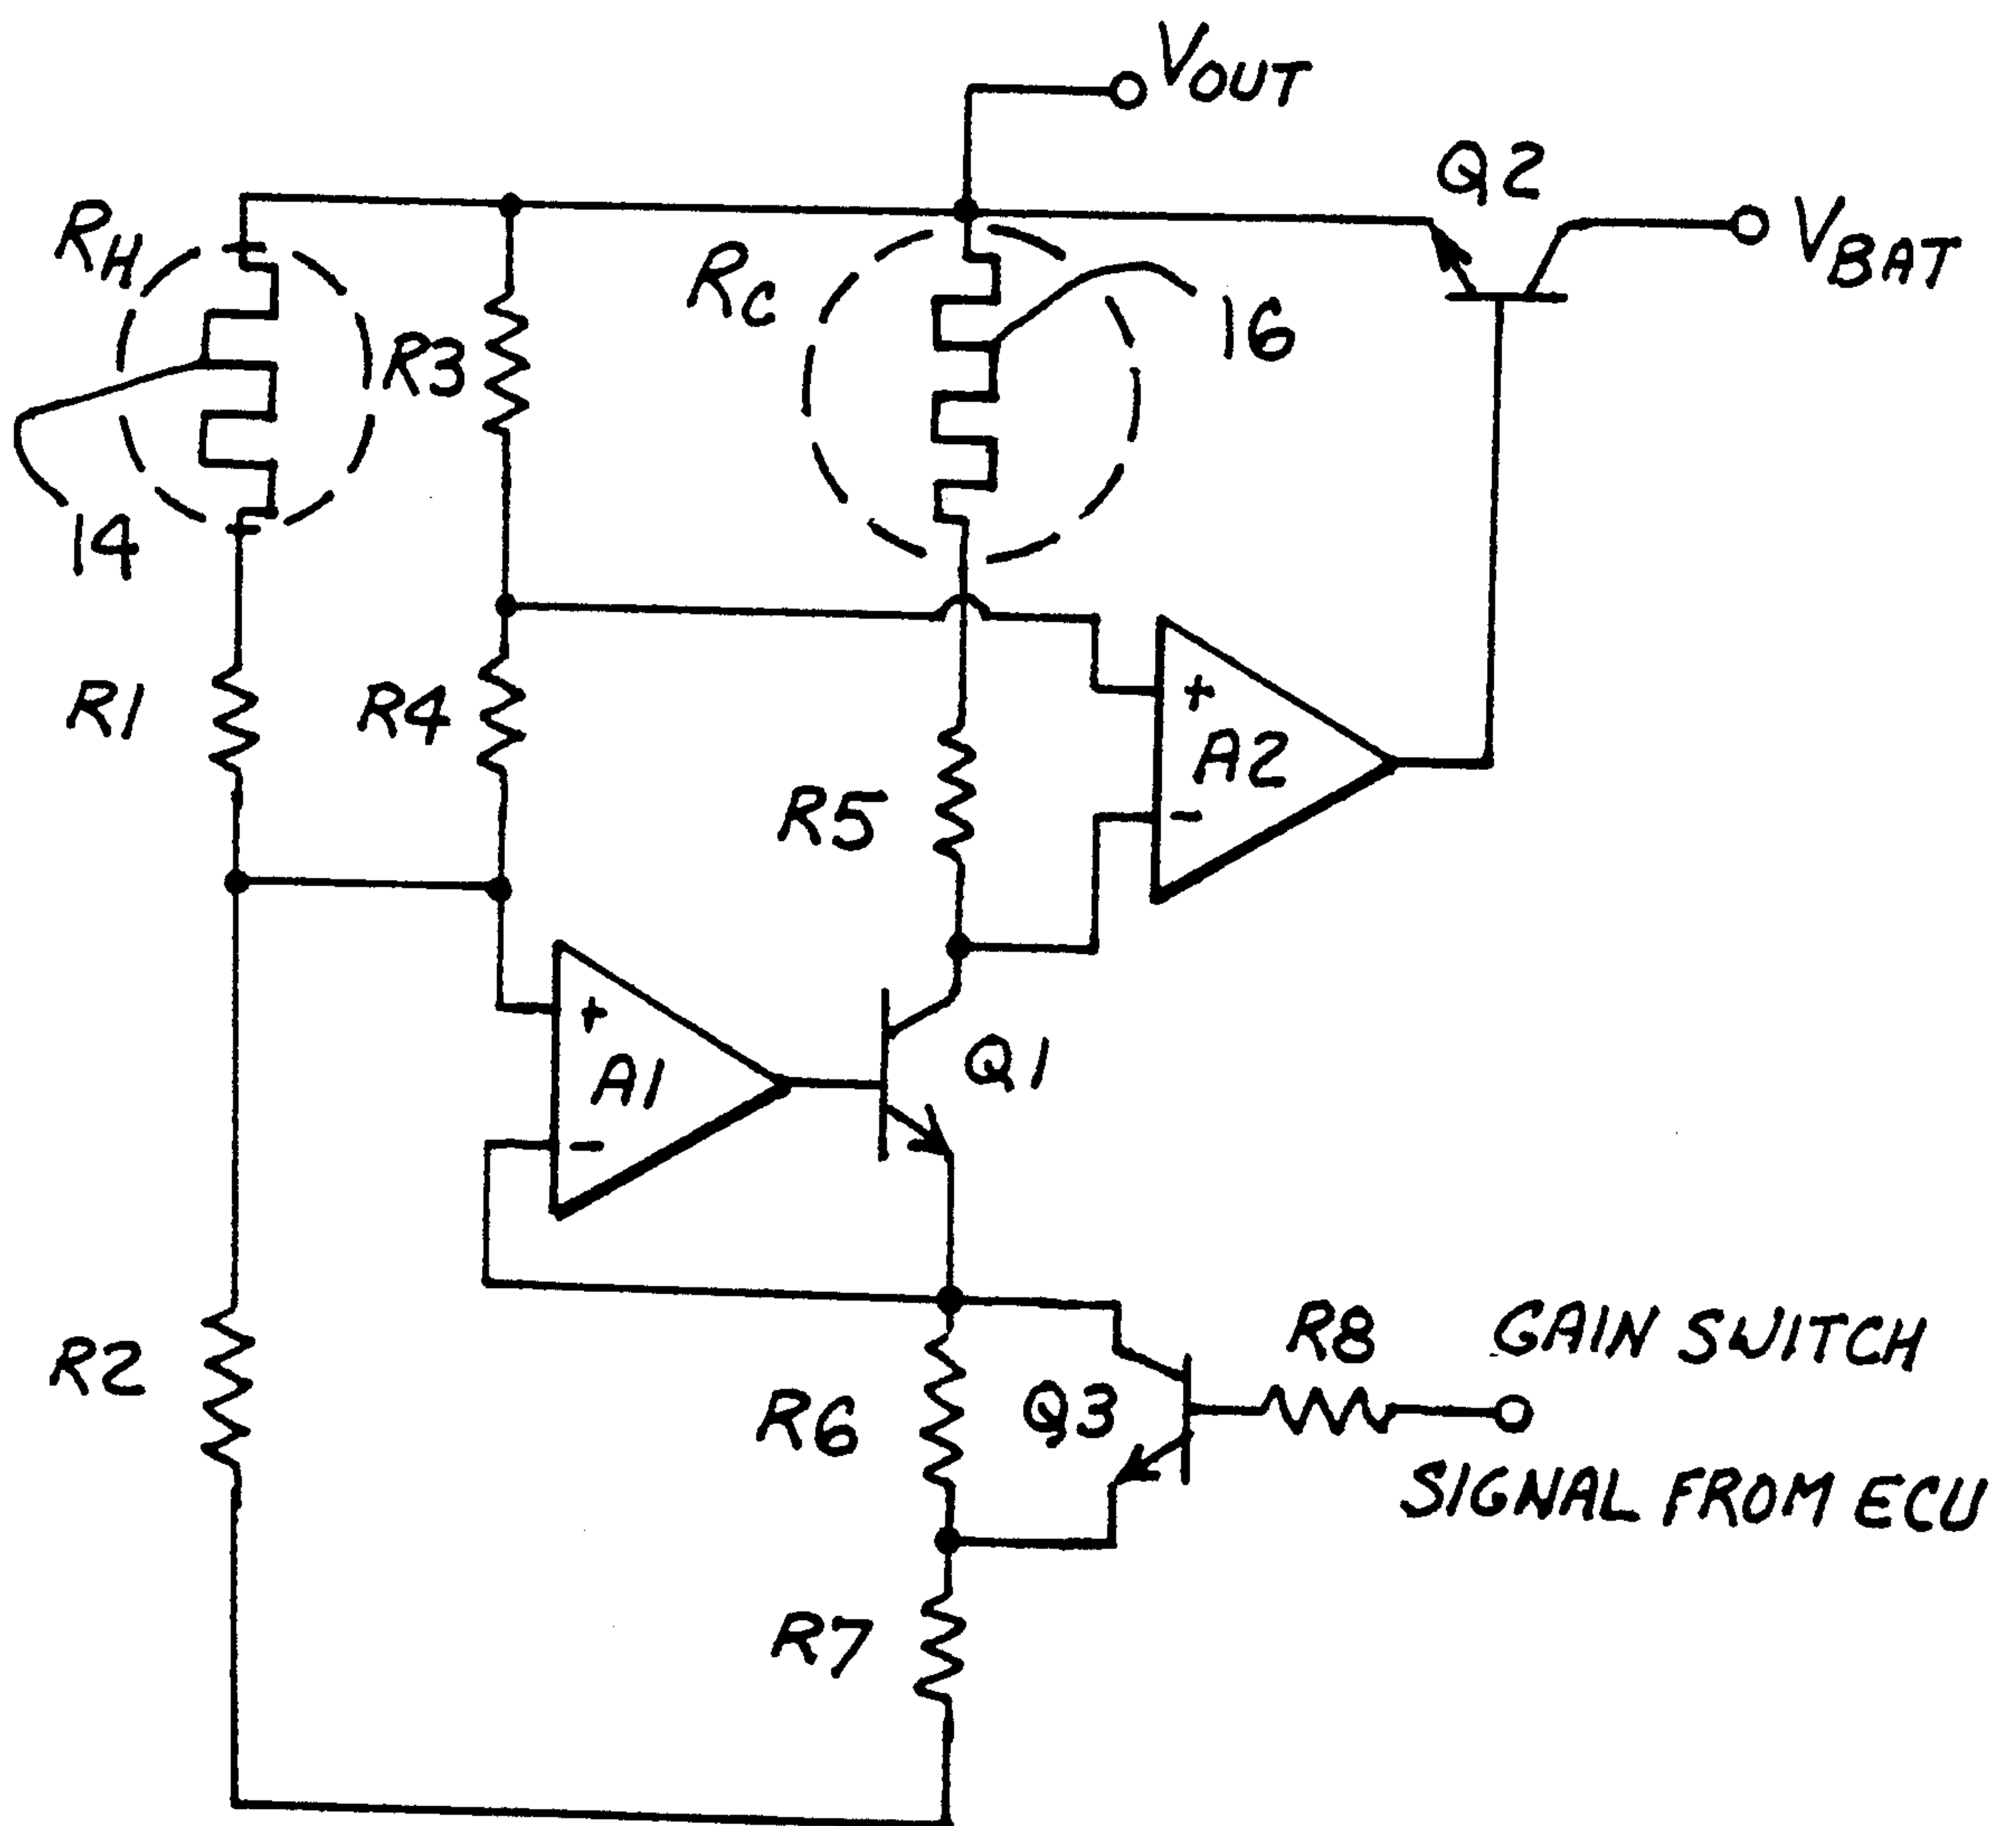 VOUT
Q2
VBAT
RH
RC
16
R3
14
R1
R4
+
A2
-
R5
+
A1
-
Q1
R2
R6
Q3
R8
GAIN SWITCH
SIGNAL FROM ECU
R7